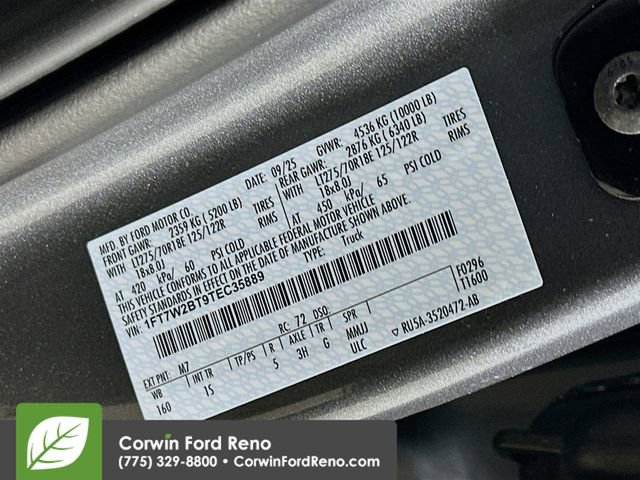 MFD. BY FORD MOTOR CO.
DATE: 09/25 GVWR: 4536 KG (10000 LB)
FRONT GAWR: 2359 KG (5200 LB) REAR GAWR: 2876 KG (6340 LB)
WITH LT275/70R18E 125/122R TIRES WITH LT275/70R18E 125/122R TIRES
18x8.0J RIMS 18x8.0J RIMS
AT 420 kPa/ 60 PSI COLD AT 450 kPa/ 65 PSI COLD
THIS VEHICLE CONFORMS TO ALL APPLICABLE FEDERAL MOTOR VEHICLE
SAFETY STANDARDS IN EFFECT ON THE DATE OF MANUFACTURE SHOWN ABOVE.
VIN: 1FT7W2BT9TEC35889
TYPE: Truck
F0296
T1600
EXT PNT: M7 RC: 72 DSO:
WB INT TR TP/PS R AXLE TR SPR
160 IS 5 3H G MMJJ
ULC
▽ RU5A-3520472-AB
Corwin Ford Reno
(775) 329-8800 • CorwinFordReno.com